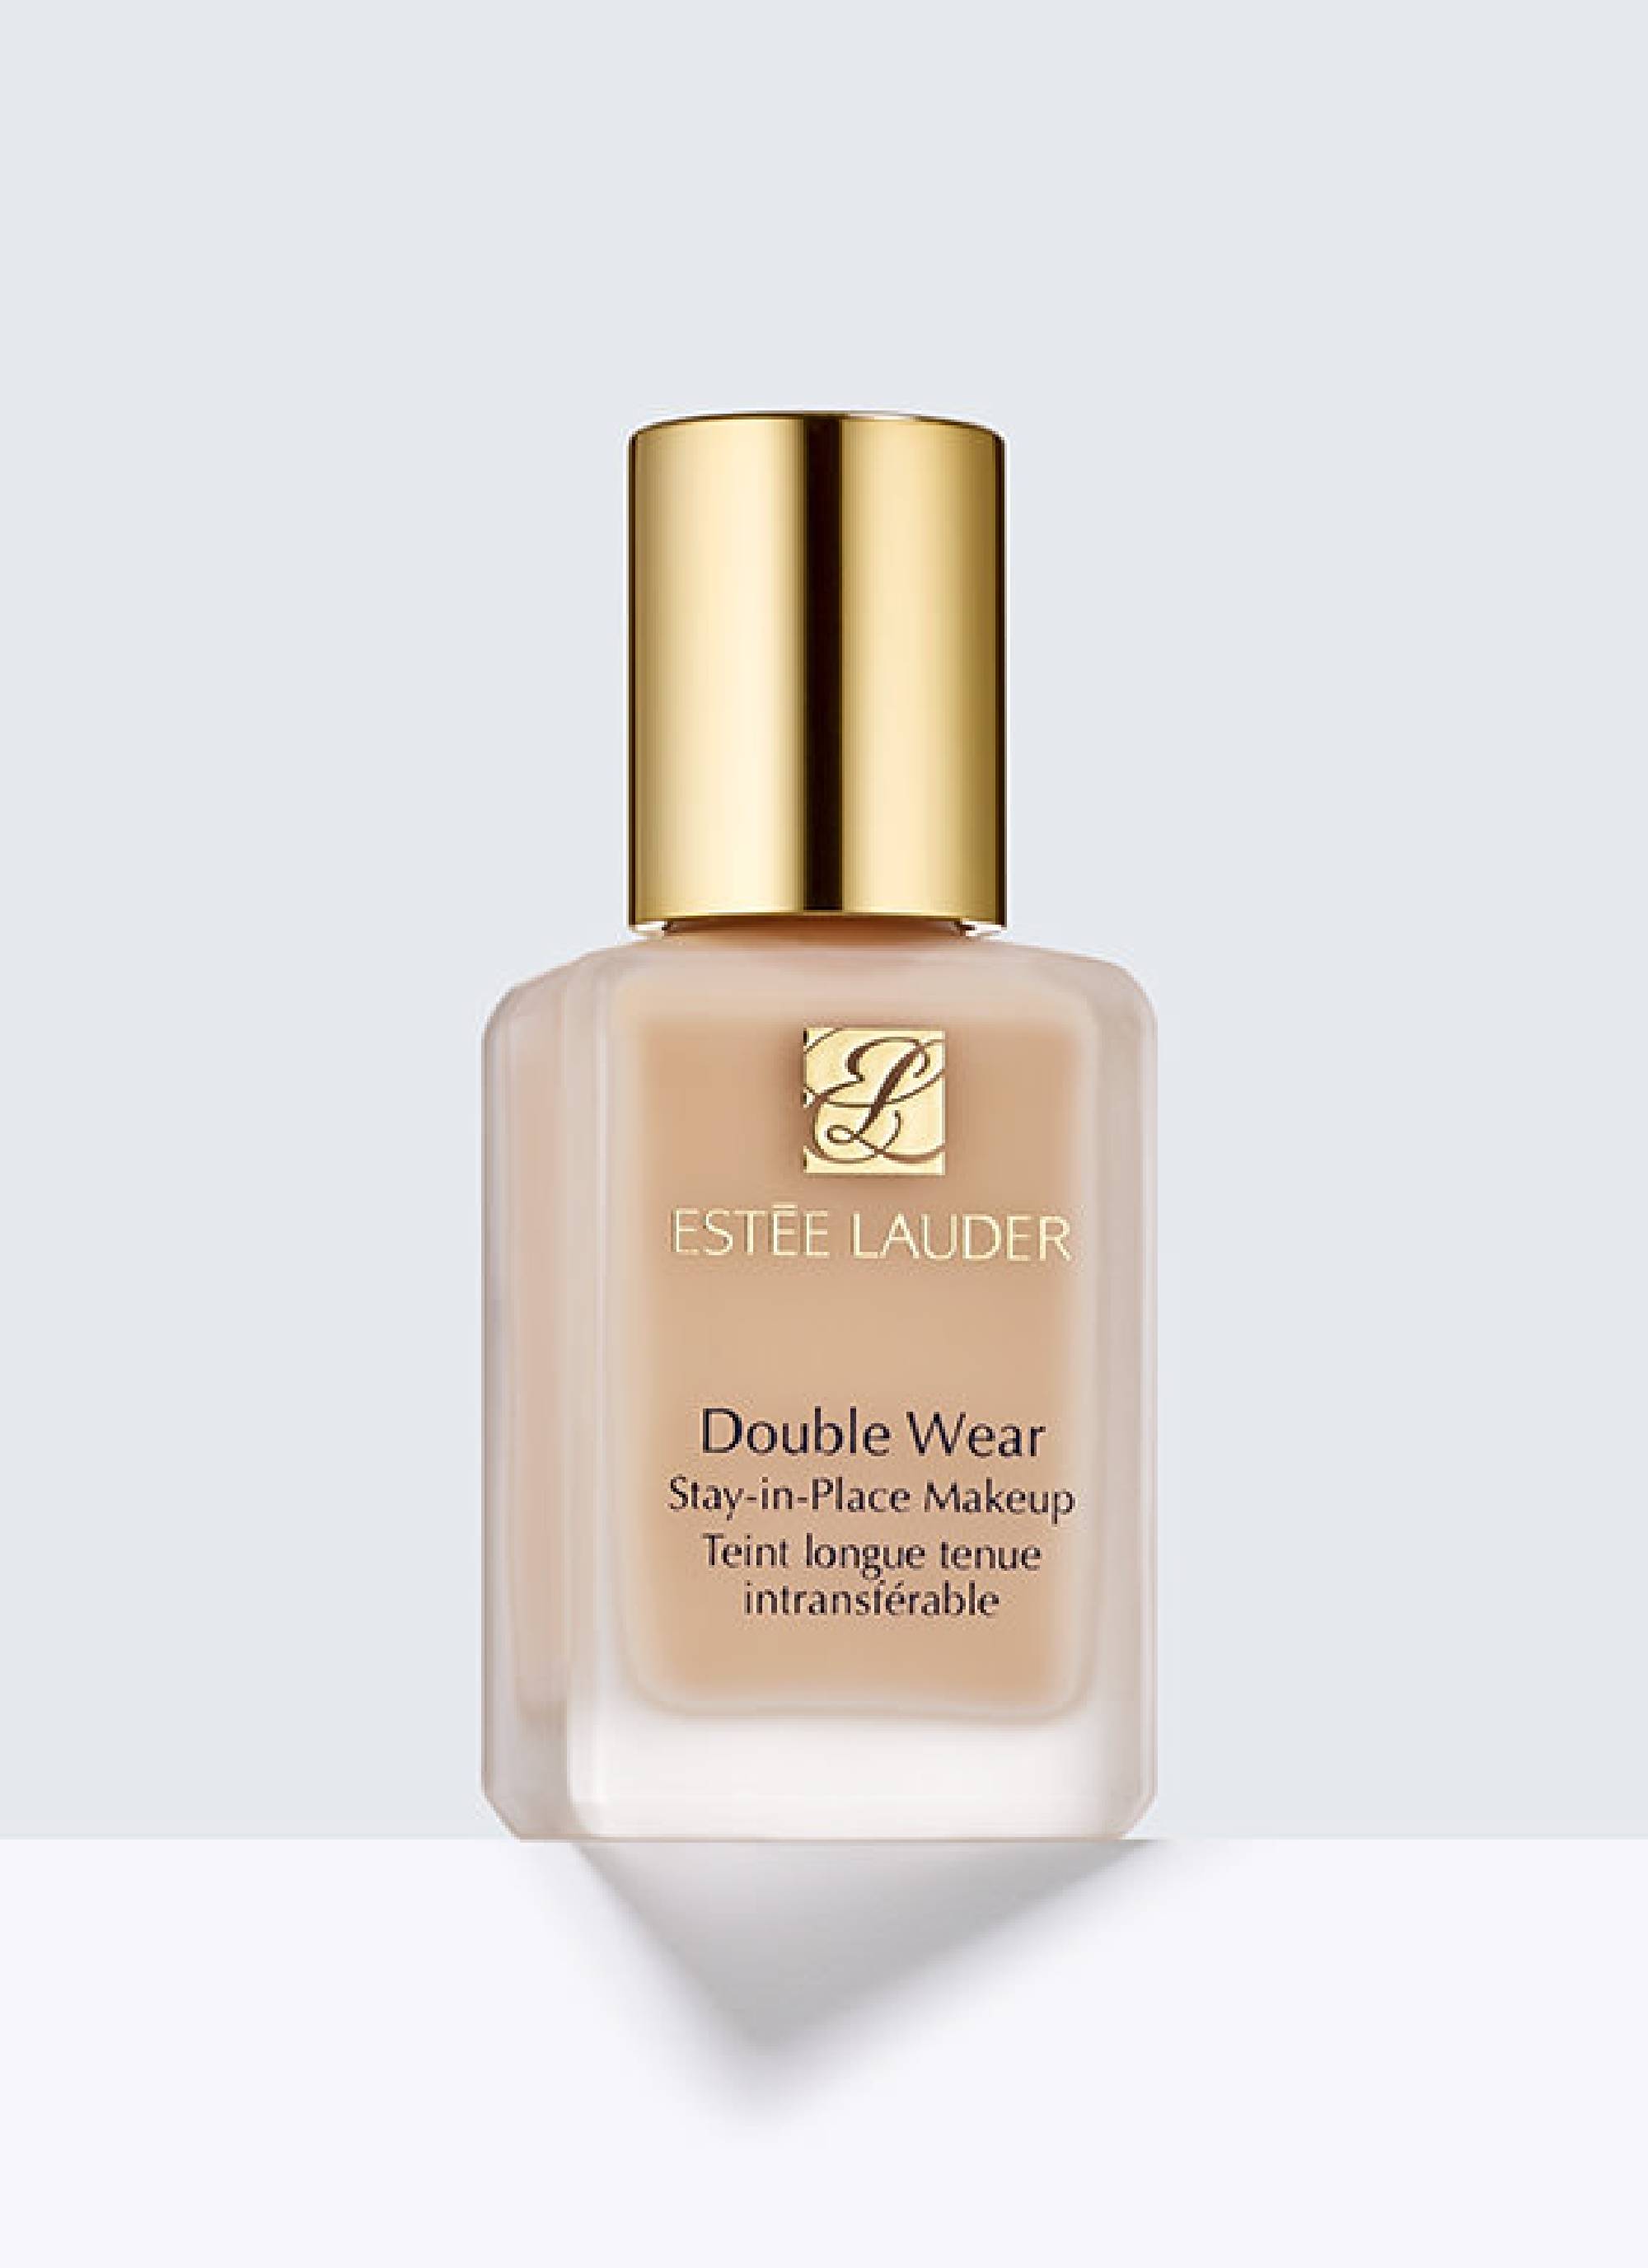 EL
ESTĒE LAUDER
Double Wear
Stay-in-Place Makeup
Teint longue tenue
intransférable